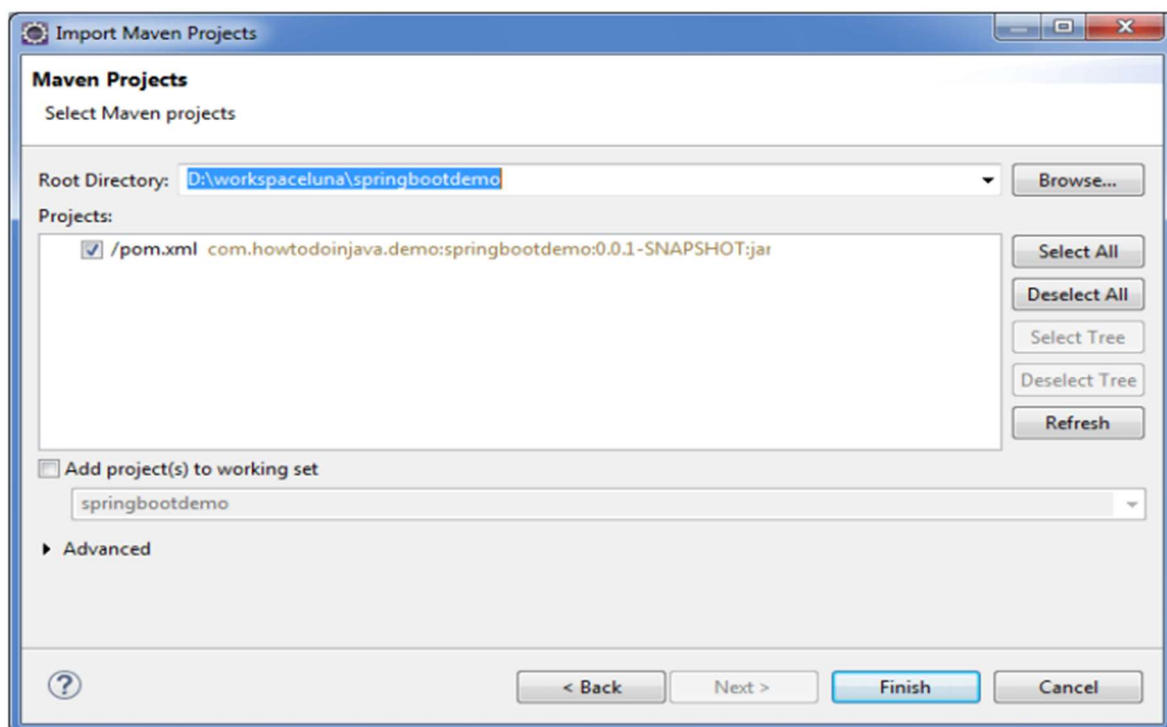 Import Maven Projects
Maven Projects
Select Maven projects
Root Directory: D:\workspaceluna\springbootdemo Browse...
Projects:
/pom.xml com.howtodoinjava.demo:springbootdemo:0.0.1-SNAPSHOT:jar
Select All
Deselect All
Select Tree
Deselect Tree
Refresh
Add project(s) to working set
springbootdemo
Advanced
? < Back Next > Finish Cancel